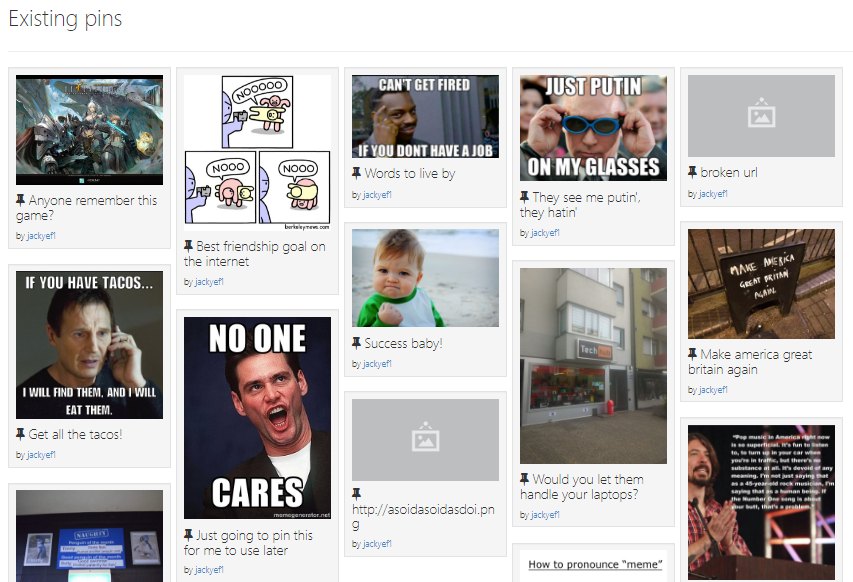 Existing pins
Anyone remember this
game?
by jackyef1
IF YOU HAVE TACOS...
I WILL FIND THEM, AND I WILL
EAT THEM.
Get all the tacos!
by jackyef1
NAUGHTY
Penguin of the month
NOOOOO
NOOO
NOOO
berkeleymews.com
Best friendship goal on
the internet
by jackyef1
NO ONE
CARES
memegenerator.net
Just going to pin this
for me to use later
by jackyef1
CAN'T GET FIRED
IF YOU DONT HAVE A JOB
Words to live by
by jackyef1
Success baby!
by jackyef1
http://asoidasoidasdoi.pn
g
by jackyef1
JUST PUTIN
ON MY GLASSES
They see me putin',
they hatin'
by jackyef1
Tech
Would you let them
handle your laptops?
by jackyef1
How to pronounce “meme”
broken url
by jackyef1
MAKE AMERICA
GREAT BRITAIN
AGAIN
Make america great
britain again
by jackyef1
"Pop music in America right now
is so superficial. It's fun to listen
to, to turn up in your car when
you're in traffic, but there's no
substance at all. It's devoid of any
meaning. I'm not just saying that
as a 45-year-old rock musician, I'm
saying that as a human being. If
the Number One song is about
your butt, that's a problem."